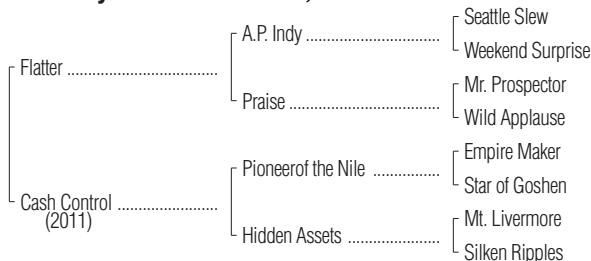 Seattle Slew
A.P. Indy ................................
Weekend Surprise
Flatter ....................................
Mr. Prospector
Praise ....................................
Wild Applause
Empire Maker
Pioneerof the Nile ................
Star of Goshen
Cash Control ........................
(2011)
Mt. Livermore
Hidden Assets ......................
Silken Ripples